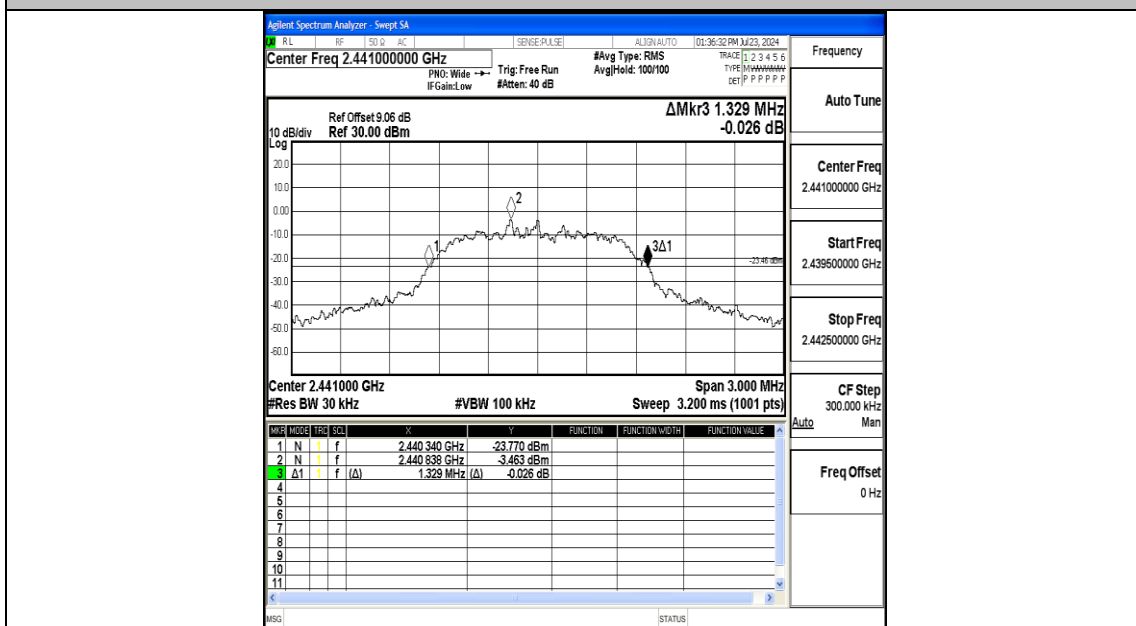 Agilent Spectrum Analyzer - Swept SA
RL RF 50 Ω AC SENSE:PULSE ALIGN AUTO 01:36:32 PM Jul 23, 2024
Center Freq 2.441000000 GHz
PNO: Wide
IFGain:Low
Trig: Free Run
#Atten: 40 dB
#Avg Type: RMS
Avg|Hold: 100/100
TRACE 1 2 3 4 5 6
TYPE M
DET P P P P P P
ΔMkr3 1.329 MHz
-0.026 dB
Ref Offset 9.06 dB
10 dB/div Ref 30.00 dBm
Log
20.0
10.0
0.00
-10.0
-20.0
-30.0
-40.0
-50.0
-60.0
1
2
3Δ1
-23.46 dBm
Center 2.441000 GHz Span 3.000 MHz
#Res BW 30 kHz #VBW 100 kHz Sweep 3.200 ms (1001 pts)
MKR MODE TRC SCL X Y FUNCTION FUNCTION WIDTH FUNCTION VALUE
1 N 1 f 2.440 340 GHz -23.770 dBm
2 N 1 f 2.440 838 GHz -3.463 dBm
3 Δ1 1 f (Δ) 1.329 MHz (Δ) -0.026 dB
4
5
6
7
8
9
10
11
MSG STATUS
Frequency
Auto Tune
Center Freq
2.441000000 GHz
Start Freq
2.439500000 GHz
Stop Freq
2.442500000 GHz
CF Step
300.000 kHz
Auto Man
Freq Offset
0 Hz